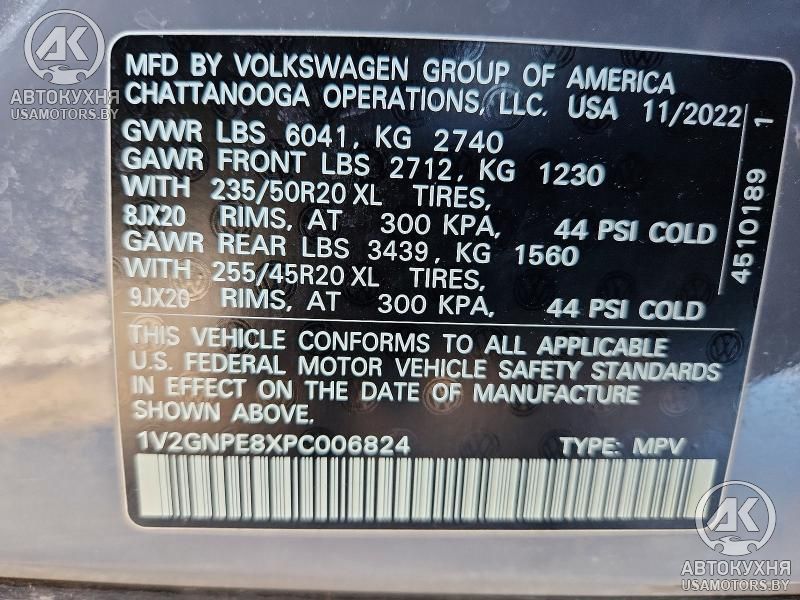 MFD BY VOLKSWAGEN GROUP OF AMERICA
CHATTANOOGA OPERATIONS, LLC. USA 11/2022
GVWR LBS 6041, KG 2740
GAWR FRONT LBS 2712, KG 1230
WITH 235/50R20 XL TIRES,
8JX20 RIMS, AT 300 KPA, 44 PSI COLD
GAWR REAR LBS 3439, KG 1560
WITH 255/45R20 XL TIRES,
9JX20 RIMS, AT 300 KPA, 44 PSI COLD
THIS VEHICLE CONFORMS TO ALL APPLICABLE
U.S. FEDERAL MOTOR VEHICLE SAFETY STANDARDS
IN EFFECT ON THE DATE OF MANUFACTURE
SHOWN ABOVE
1V2GNPE8XPC006824 TYPE: MPV
4510189 1
АК
АВТОКУХНЯ
USAMOTORS.BY
АК
АВТОКУХНЯ
USAMOTORS.BY